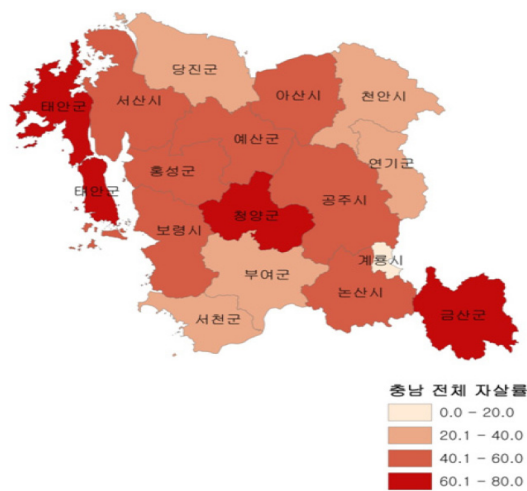 당진군
아산시
천안시
태안군
서산시
예산군
연기군
홍성군
태안군
공주시
청양군
보령시
계룡시
부여군
논산시
서천군
금산군
충남 전체 자살률
0.0 - 20.0
20.1 - 40.0
40.1 - 60.0
60.1 - 80.0